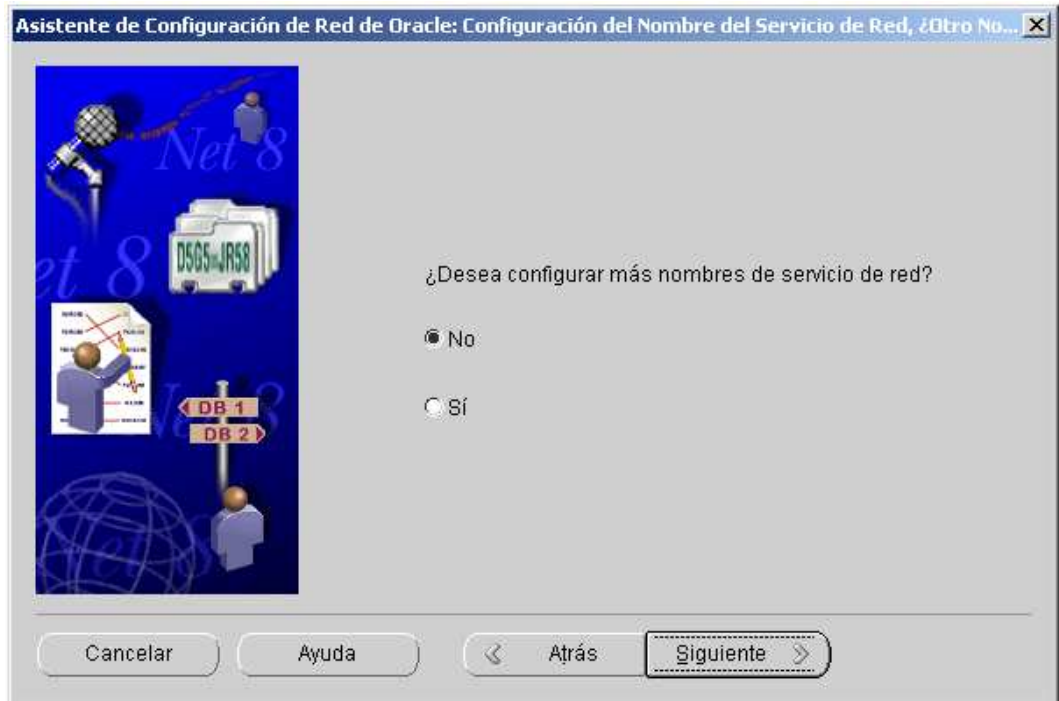 Asistente de Configuración de Red de Oracle: Configuración del Nombre del Servicio de Red, ¿Otro No...
Net 8
D5G5
JR58
et 8
DB 1
DB 2
¿Desea configurar más nombres de servicio de red?
No
Sí
Cancelar
Ayuda
Atrás
Siguiente